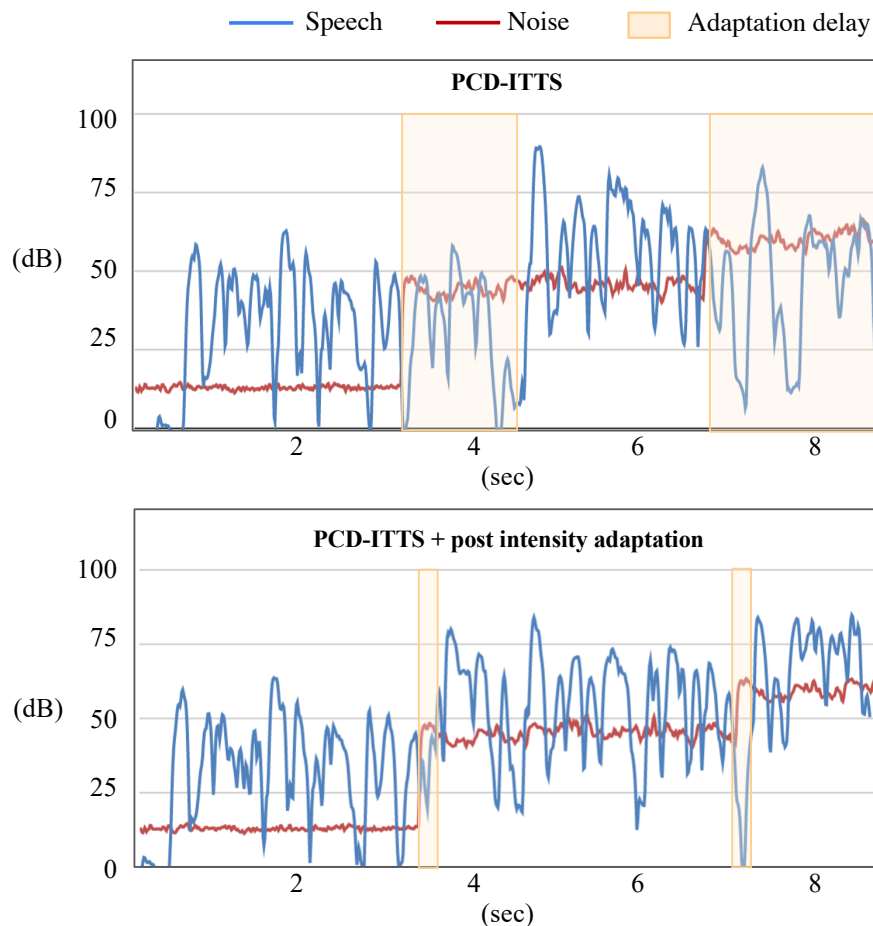 Speech Noise Adaptation delay
PCD-ITTS
100
75
(dB) 50
25
0
2 4 6 8
(sec)
PCD-ITTS + post intensity adaptation
100
75
(dB) 50
25
0
2 4 6 8
(sec)